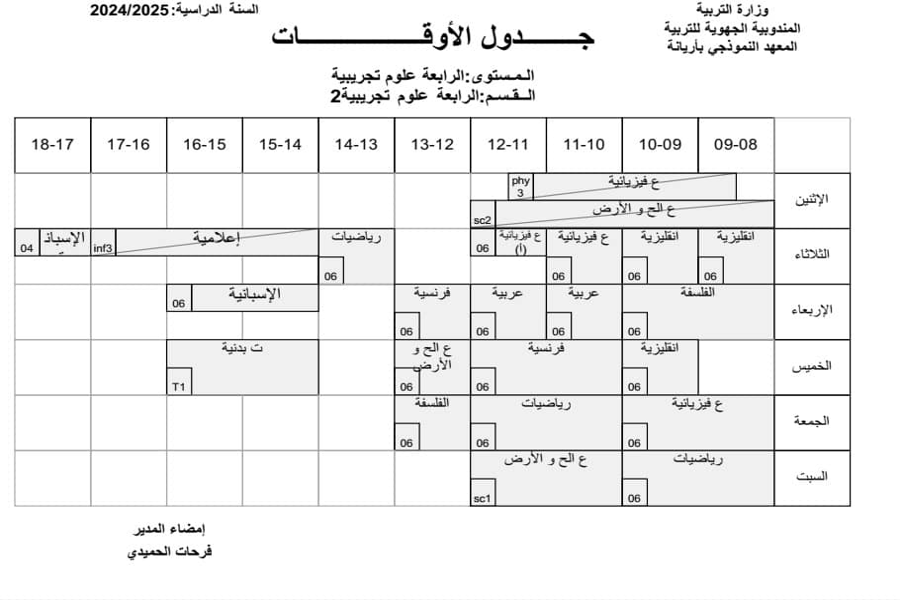 وزارة التربية
المندوبية الجهوية للتربية
المعهد النموذجي بأريانة
السنة الدراسية:2024/2025
جـــــدول الأوقـــــــات
المـستوى:الرابعة علوم تجريبية
القـسـم:الرابعة علوم تجريبية2
09-08 10-09 11-10 12-11 13-12 14-13 15-14 16-15 17-16 18-17
الإثنين
ع فيزيائية phy 3
ع الح و الأرض sc2
الثلاثاء
انقليزية 06
انقليزية 06
ع فيزيائية 06
ع فيزيائية (أ) 06
رياضيات 06
إعلامية inf3
الإسبانـ 04
الإربعاء
الفلسفة 06
عربية 06
عربية 06
فرنسية 06
الإسبانية 06
الخميس
انقليزية 06
فرنسية 06
ع الح و الأرض 06
ت بدنية T1
الجمعة
ع فيزيائية 06
رياضيات 06
الفلسفة 06
السبت
رياضيات 06
ع الح و الأرض sc1
إمضاء المدير
فرحات الحميدي